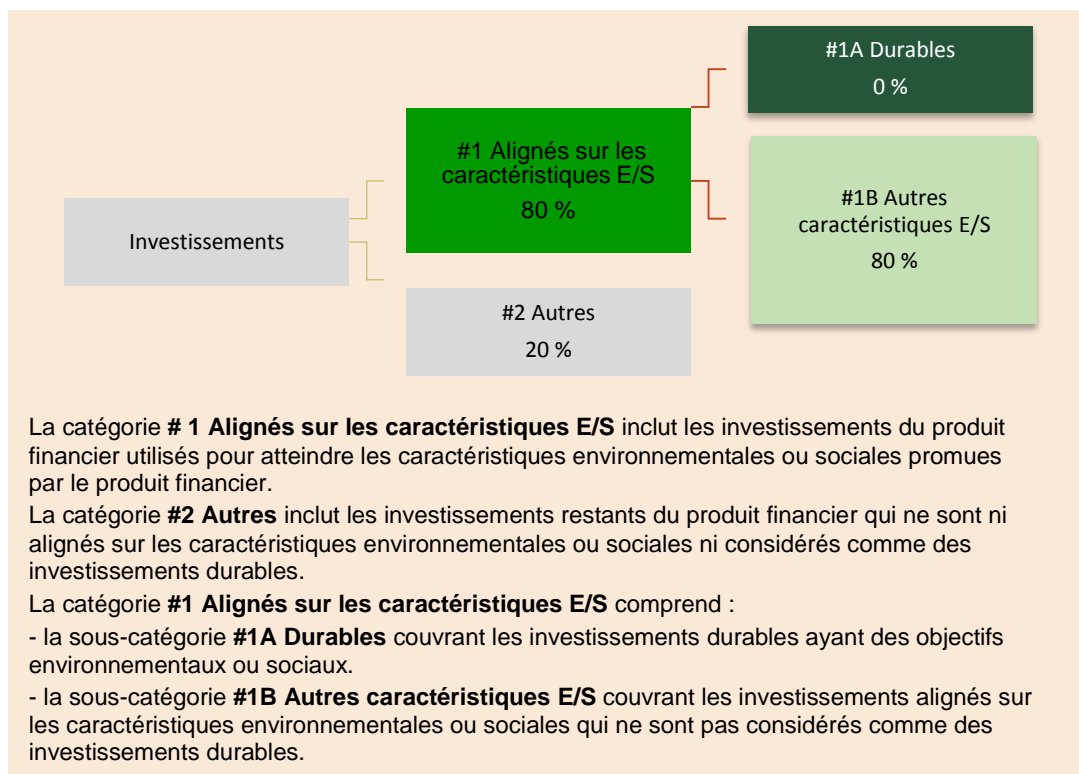 #1A Durables
0 %
#1 Alignés sur les
caractéristiques E/S
80 %
#1B Autres
caractéristiques E/S
80 %
Investissements
#2 Autres
20 %
La catégorie # 1 Alignés sur les caractéristiques E/S inclut les investissements du produit
financier utilisés pour atteindre les caractéristiques environnementales ou sociales promues
par le produit financier.
La catégorie #2 Autres inclut les investissements restants du produit financier qui ne sont ni
alignés sur les caractéristiques environnementales ou sociales ni considérés comme des
investissements durables.
La catégorie #1 Alignés sur les caractéristiques E/S comprend :
- la sous-catégorie #1A Durables couvrant les investissements durables ayant des objectifs
environnementaux ou sociaux.
- la sous-catégorie #1B Autres caractéristiques E/S couvrant les investissements alignés sur
les caractéristiques environnementales ou sociales qui ne sont pas considérés comme des
investissements durables.